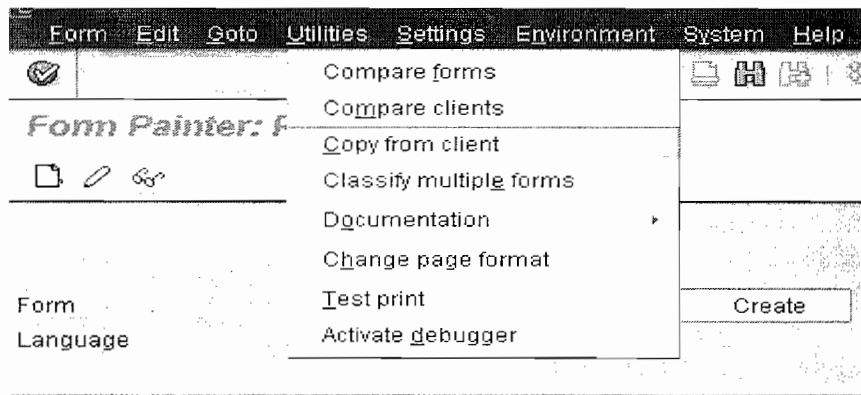 Form Edit Goto Utilities Settings Environment System Help
Compare forms
Compare clients
Form Painter:
Copy from client
Classify multiple forms
Documentation
Change page format
Test print
Form Create
Language
Activate debugger